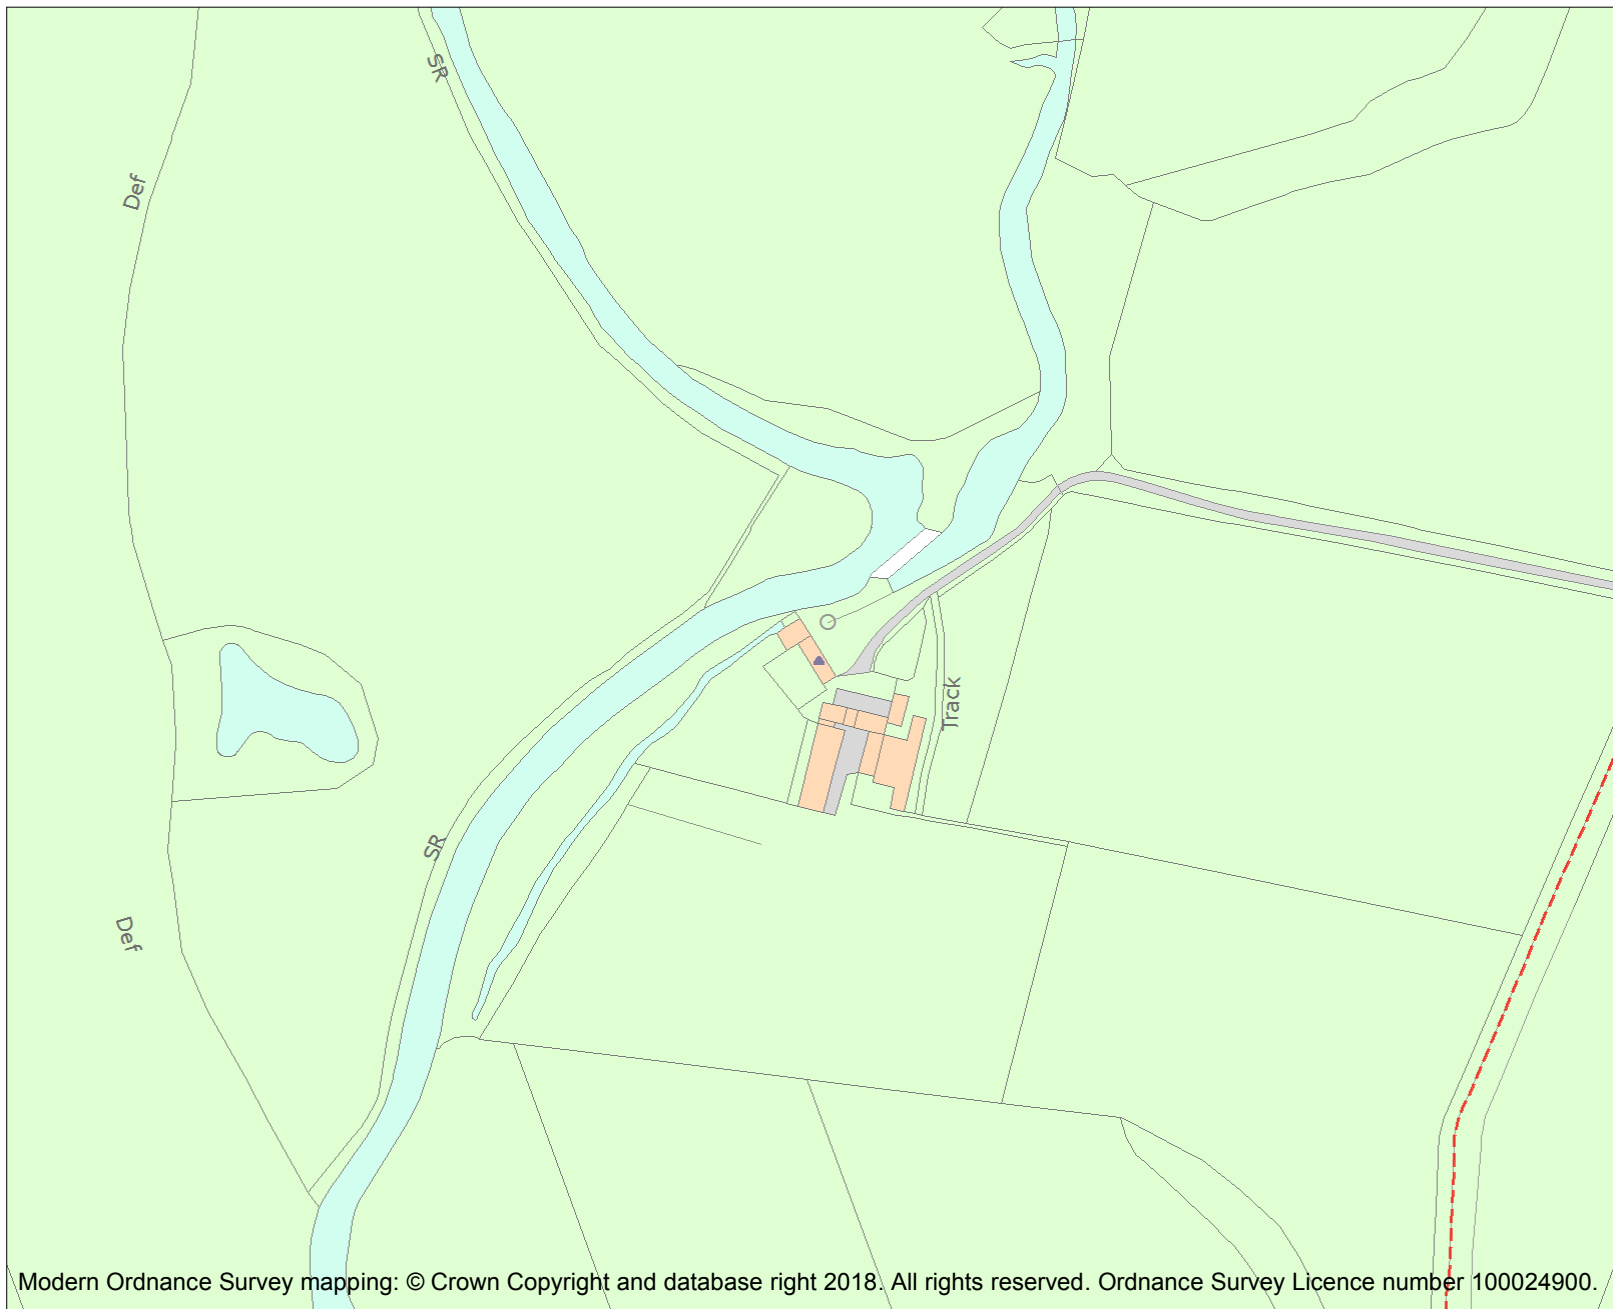 SR
Def
Track
SR
Def
Modern Ordnance Survey mapping: © Crown Copyright and database right 2018. All rights reserved. Ordnance Survey Licence number 100024900.